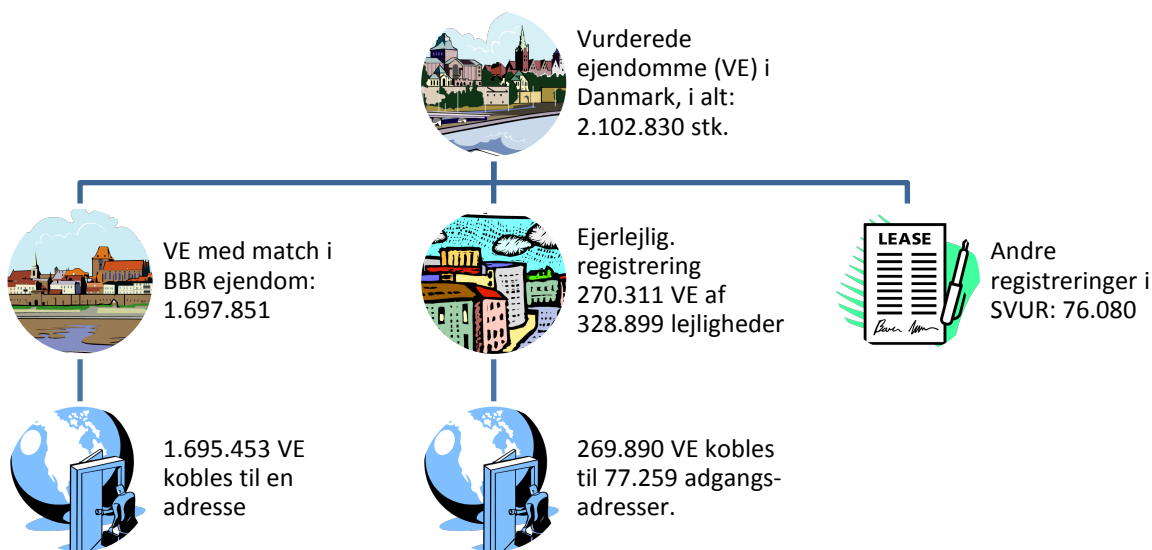 Vurderede
ejendomme (VE) i
Danmark, i alt:
2.102.830 stk.
VE med match i
BBR ejendom:
1.697.851
Ejerlejlig.
registrering
270.311 VE af
328.899 lejligheder
LEASE
Andre
registreringer i
SVUR: 76.080
1.695.453 VE
kobles til en
adresse
269.890 VE kobles
til 77.259 adgangs-
adresser.